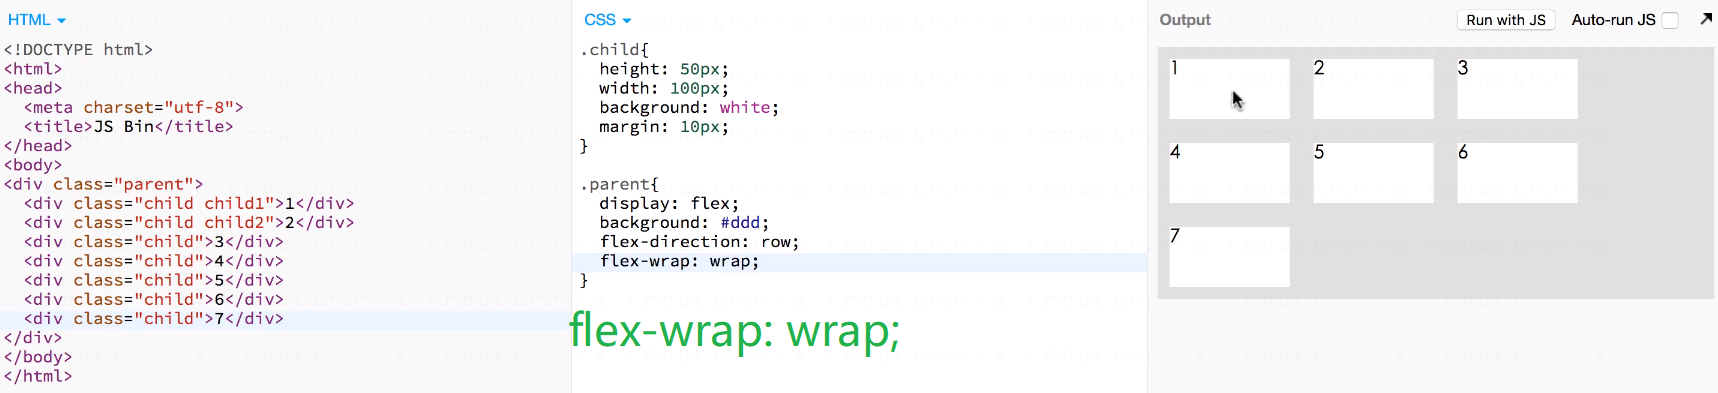 HTML
<!DOCTYPE html>
<html>
<head>
  <meta charset="utf-8">
  <title>JS Bin</title>
</head>
<body>
<div class="parent">
  <div class="child child1">1</div>
  <div class="child child2">2</div>
  <div class="child">3</div>
  <div class="child">4</div>
  <div class="child">5</div>
  <div class="child">6</div>
  <div class="child">7</div>
</div>
</body>
</html>
CSS
.child{
  height: 50px;
  width: 100px;
  background: white;
  margin: 10px;
}

.parent{
  display: flex;
  background: #ddd;
  flex-direction: row;
  flex-wrap: wrap;
}
flex-wrap: wrap;
Output Run with JS Auto-run JS
1 2 3
4 5 6
7